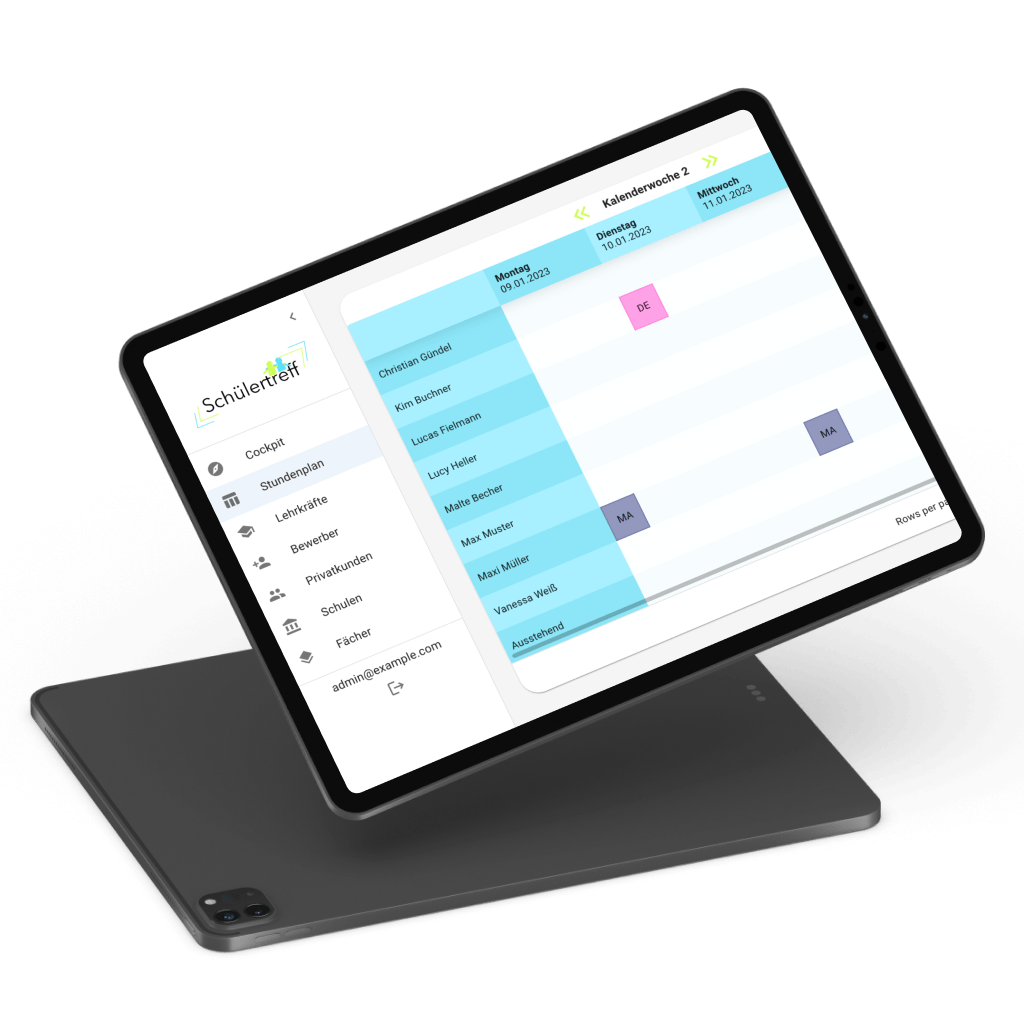 Schülertreff
Cockpit
Stundenplan
Lehrkräfte
Bewerber
Privatkunden
Schulen
Fächer
admin@example.com
Kalenderwoche 2
Montag
09.01.2023
Dienstag
10.01.2023
Mittwoch
11.01.2023
Christian Gündel
DE
Kim Buchner
Lucas Fielmann
Lucy Heller
Malte Becher
Max Muster
MA
Maxi Müller
MA
Vanessa Weiß
Ausstehend
Rows per